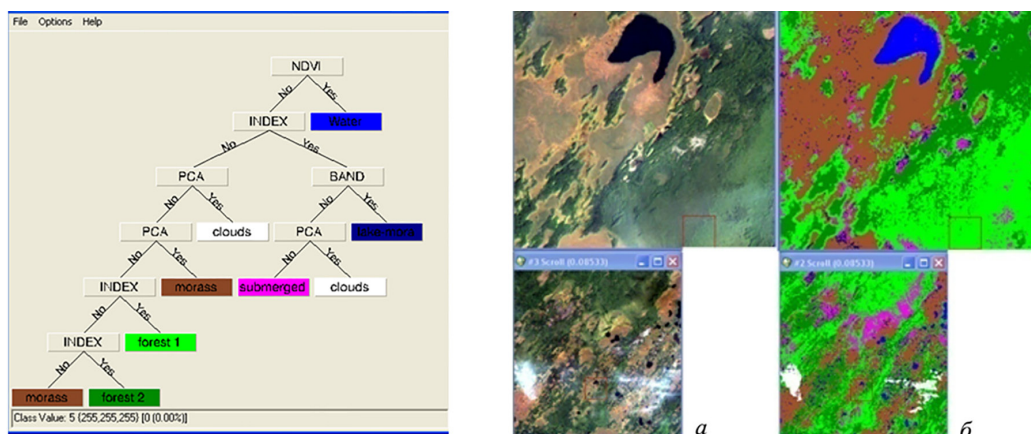 File Options Help
NDVI
No Yes
INDEX Water
No Yes
PCA BAND
No Yes No Yes
PCA clouds PCA lake-more
No Yes No Yes
INDEX morass submerged clouds
No Yes
INDEX forest 1
No Yes
morass forest 2
Class Value: 5 (255,255,255) [0 (0.00%)]
#3 Scroll (0.08533)
#2 Scroll (0.08533)
а
б